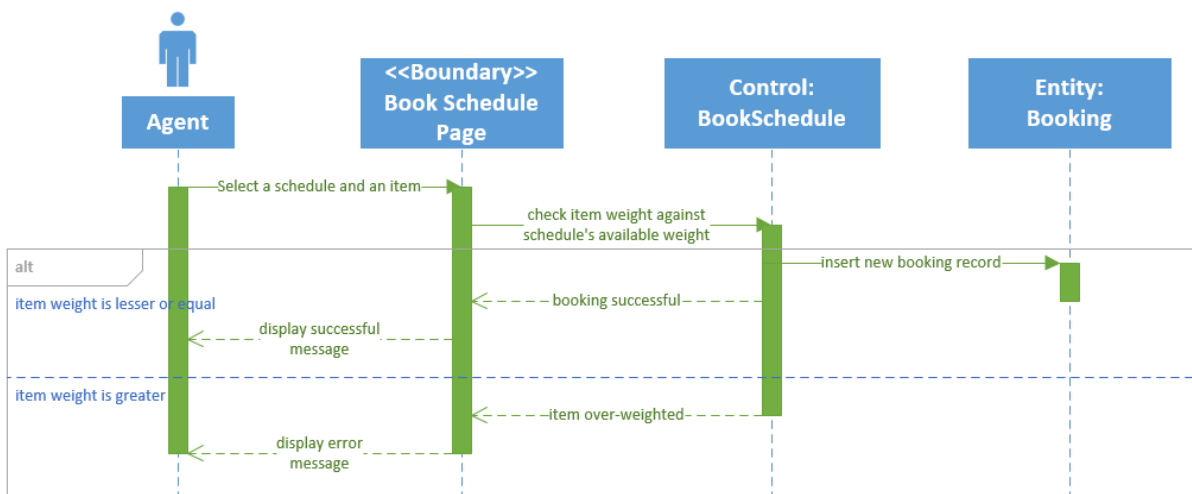 Agent
<<Boundary>>
Book Schedule
Page
Control:
BookSchedule
Entity:
Booking
Select a schedule and an item
check item weight against
schedule's available weight
alt
insert new booking record
item weight is lesser or equal
booking successful
display successful
message
item weight is greater
item over-weighted
display error
message